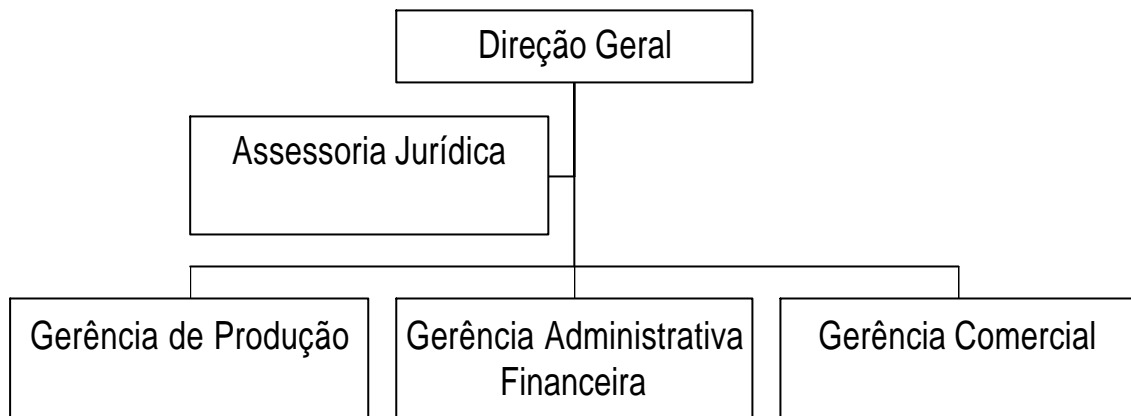 Direção Geral
Assessoria Jurídica
Gerência de Produção
Gerência Administrativa
Financeira
Gerência Comercial